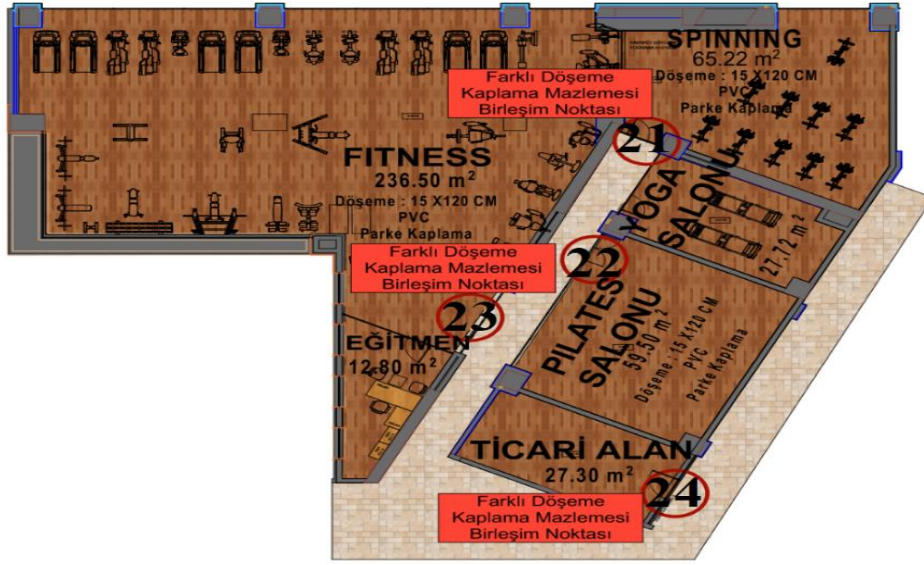 SPINNING
65.22 m²
Döşeme : 15 X120 CM
PVC
Parke Kaplama
Farklı Döşeme
Kaplama Mazlemesi
Birleşim Noktası
21
FITNESS
236.50 m²
Döşeme : 15 X120 CM
PVC
Parke Kaplama
YOGA
SALONU
27.72 m²
Farklı Döşeme
Kaplama Mazlemesi
Birleşim Noktası
22
23
PILATES
SALONU
59.50 m²
Döşeme : 15 X120 CM
PVC
Parke Kaplama
EĞİTMEN
12.80 m²
TİCARİ ALAN
27.30 m²
24
Farklı Döşeme
Kaplama Mazlemesi
Birleşim Noktası